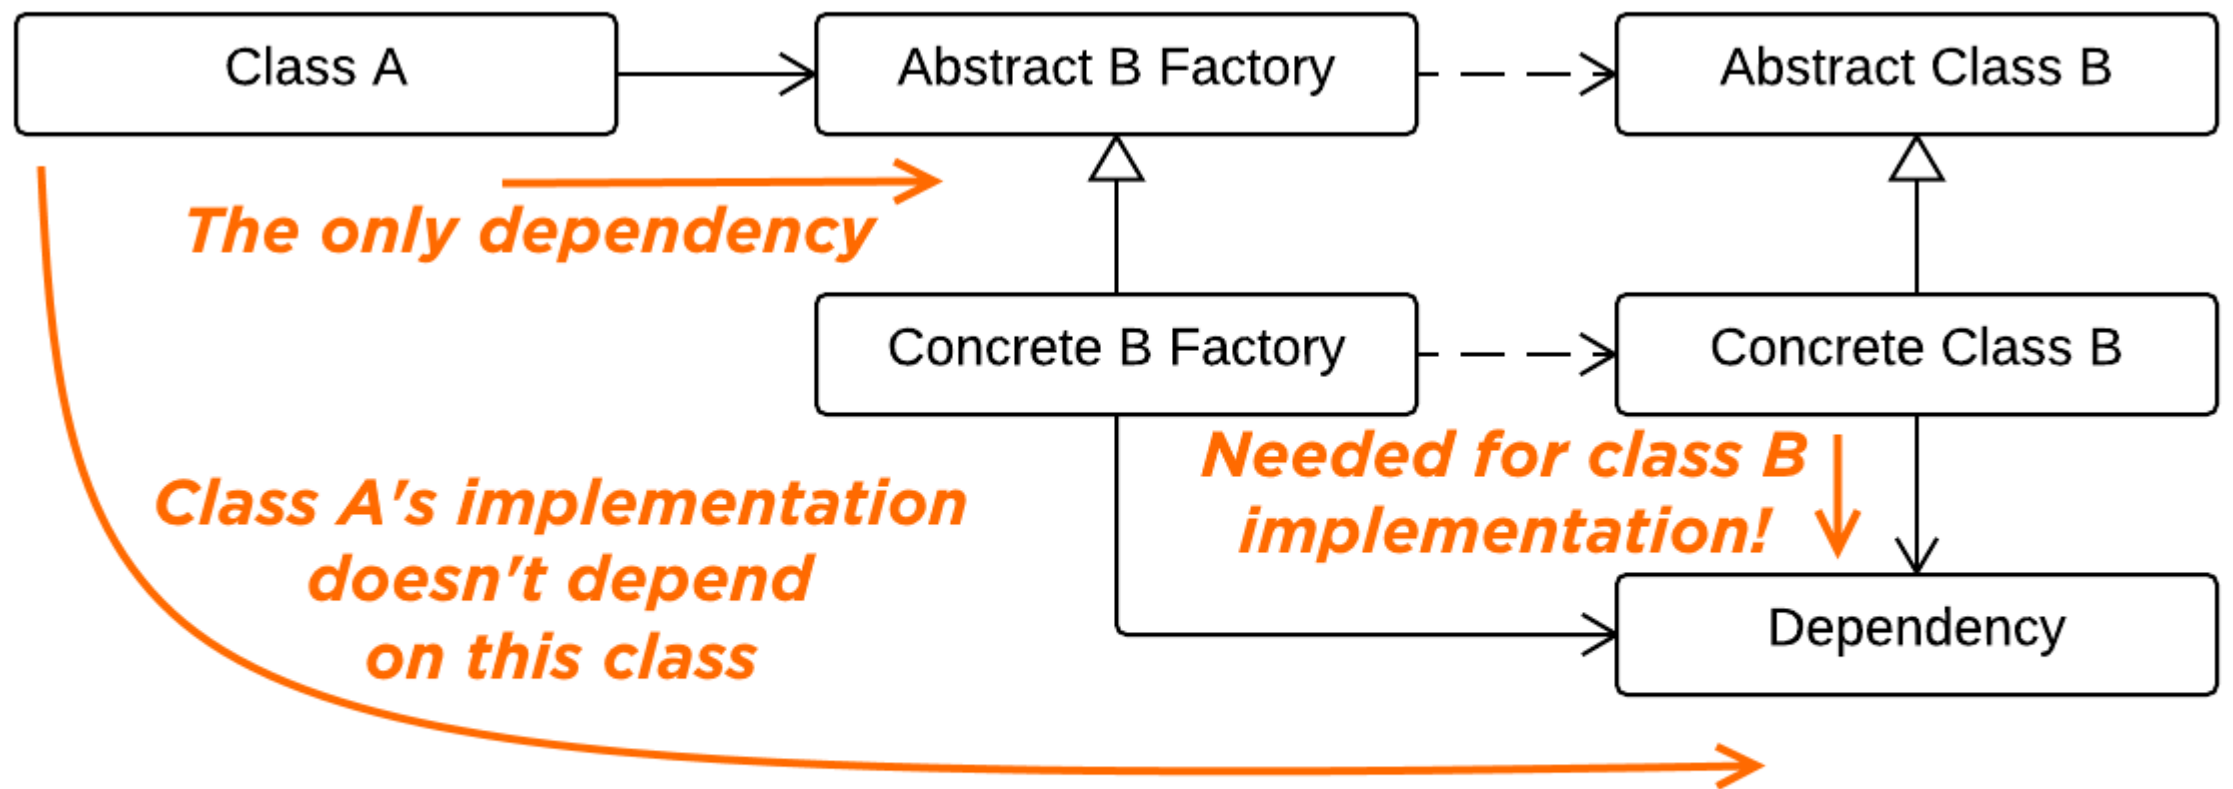 Class A
Abstract B Factory
Abstract Class B
The only dependency
Concrete B Factory
Concrete Class B
Needed for class B
implementation!
Class A's implementation
doesn't depend
on this class
Dependency